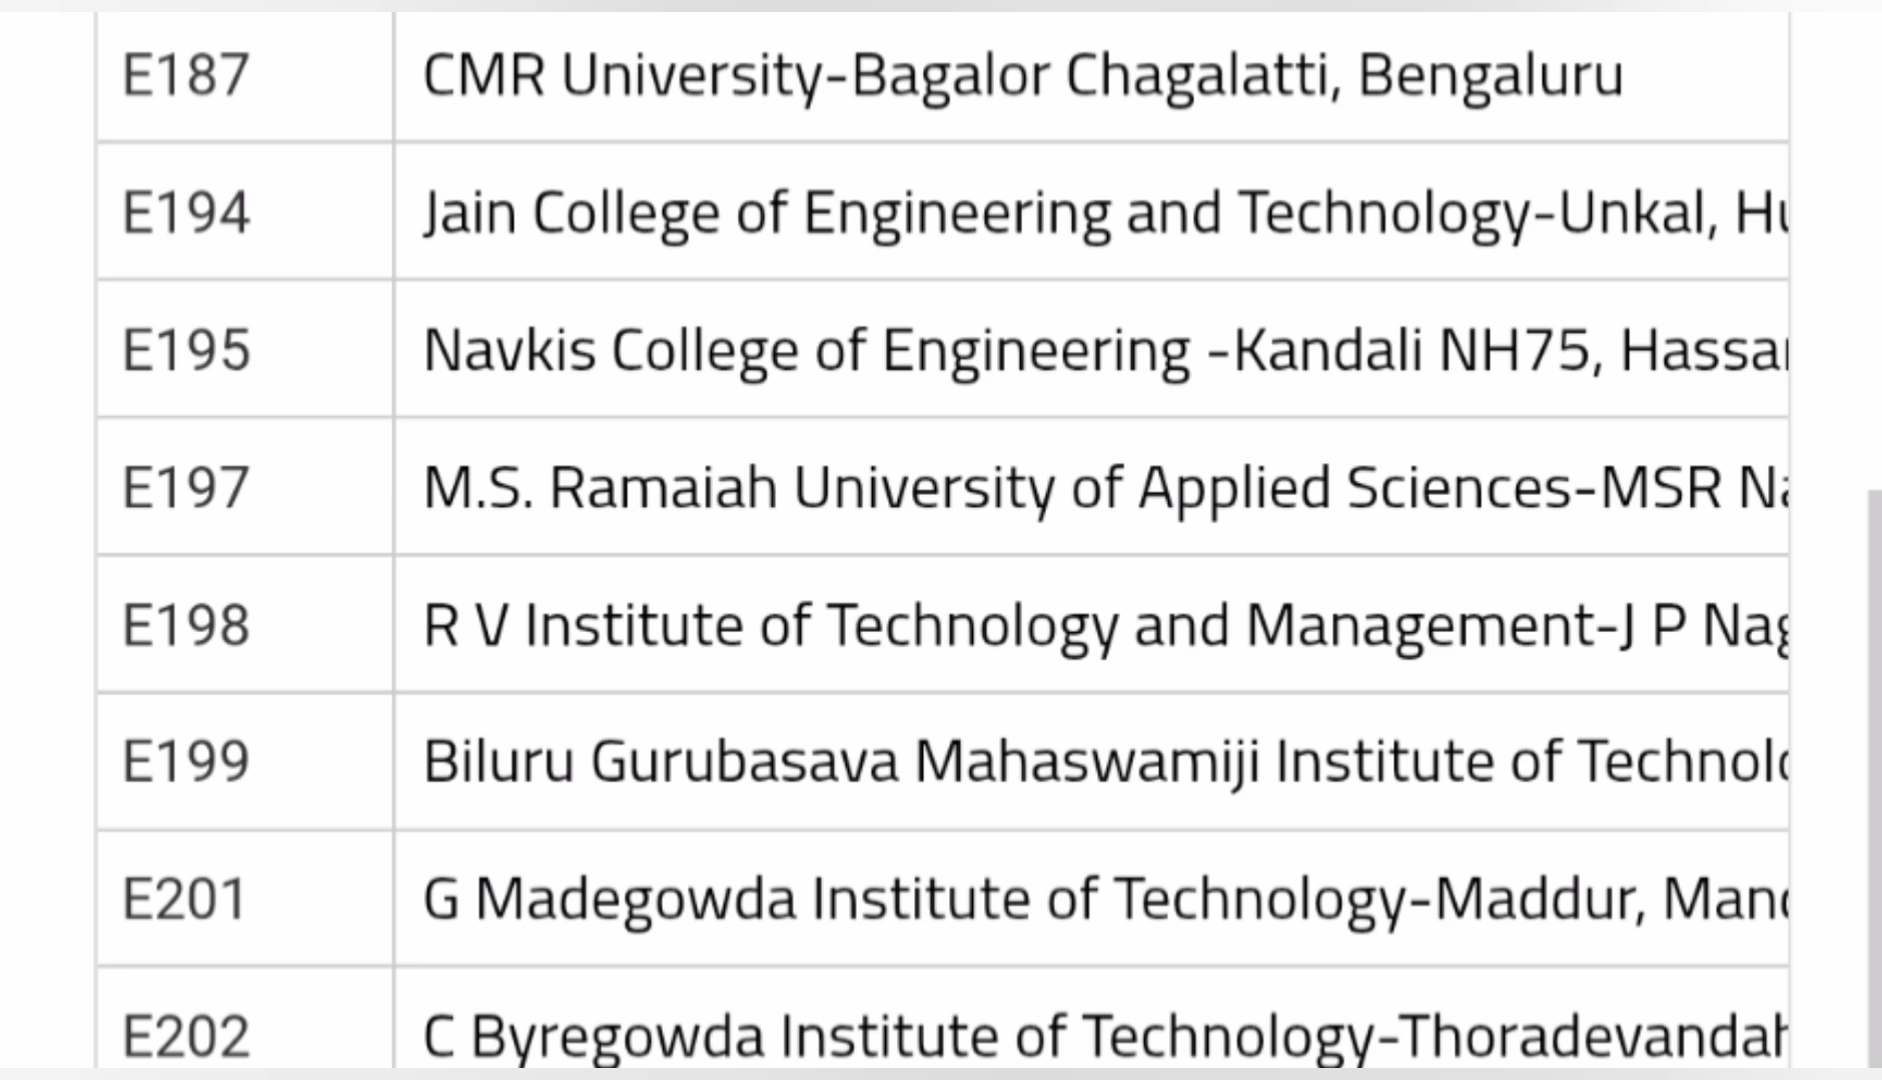 E187 CMR University-Bagalor Chagalatti, Bengaluru
E194 Jain College of Engineering and Technology-Unkal,
E195 Navkis College of Engineering -Kandali NH75,
E197 M.S. Ramaiah University of Applied Sciences-MSR
E198 R V Institute of Technology and Management-J P
E199 Biluru Gurubasava Mahaswamiji Institute of
E201 G Madegowda Institute of Technology-Maddur,
E202 C Byregowda Institute of